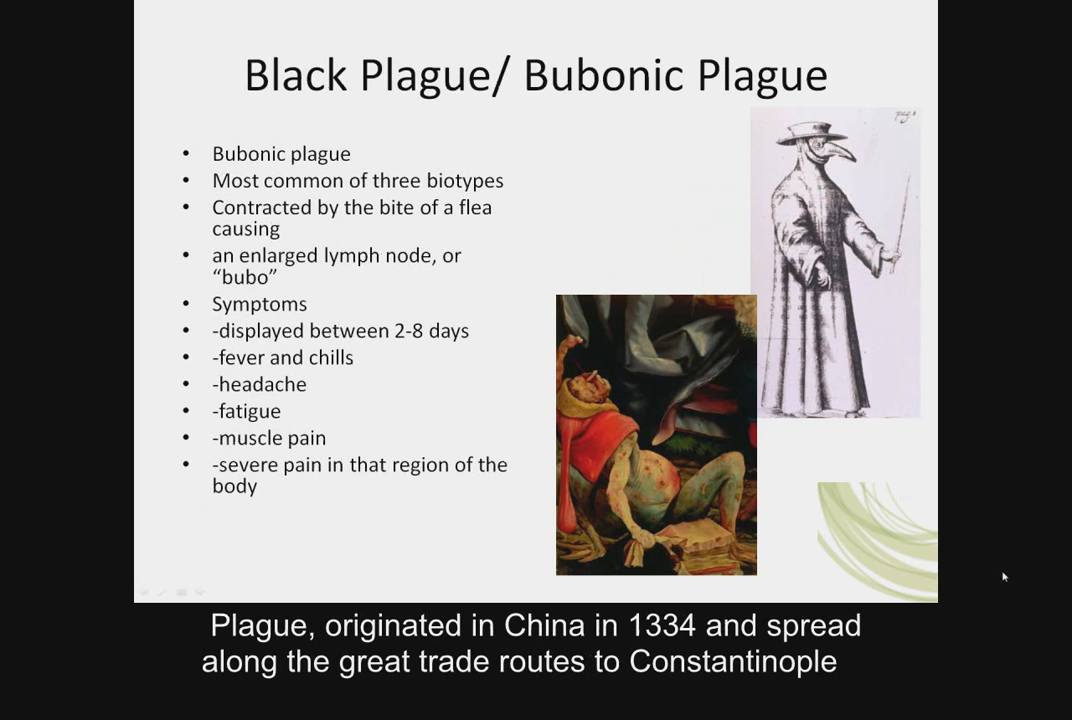 Black Plague/ Bubonic Plague
• Bubonic plague
• Most common of three biotypes
• Contracted by the bite of a flea
causing
• an enlarged lymph node, or
“bubo”
• Symptoms
• -displayed between 2-8 days
• -fever and chills
• -headache
• -fatigue
• -muscle pain
• -severe pain in that region of the
body
Plague, originated in China in 1334 and spread
along the great trade routes to Constantinople